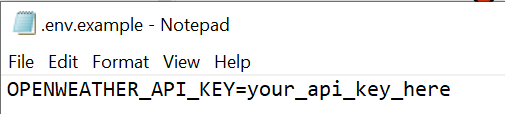 .env.example - Notepad
File Edit Format View Help
OPENWEATHER_API_KEY=your_api_key_here